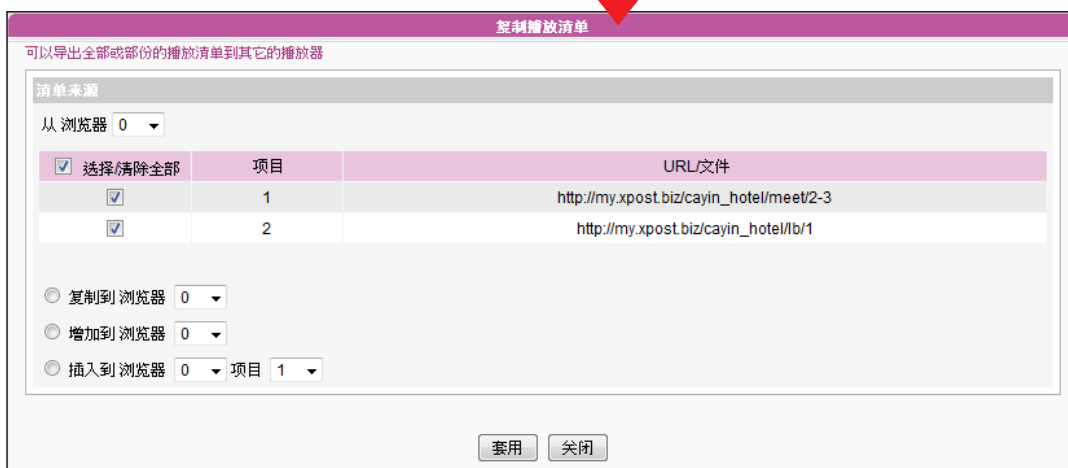 复制播放清单
可以导出全部或部份的播放清单到其它的播放器
清单来源
从 浏览器 0
选择/清除全部 项目 URL/文件
1 http://my.xpost.biz/cayin_hotel/meet/2-3
2 http://my.xpost.biz/cayin_hotel/lb/1
复制到 浏览器 0
增加到 浏览器 0
插入到 浏览器 0 项目 1
套用 关闭